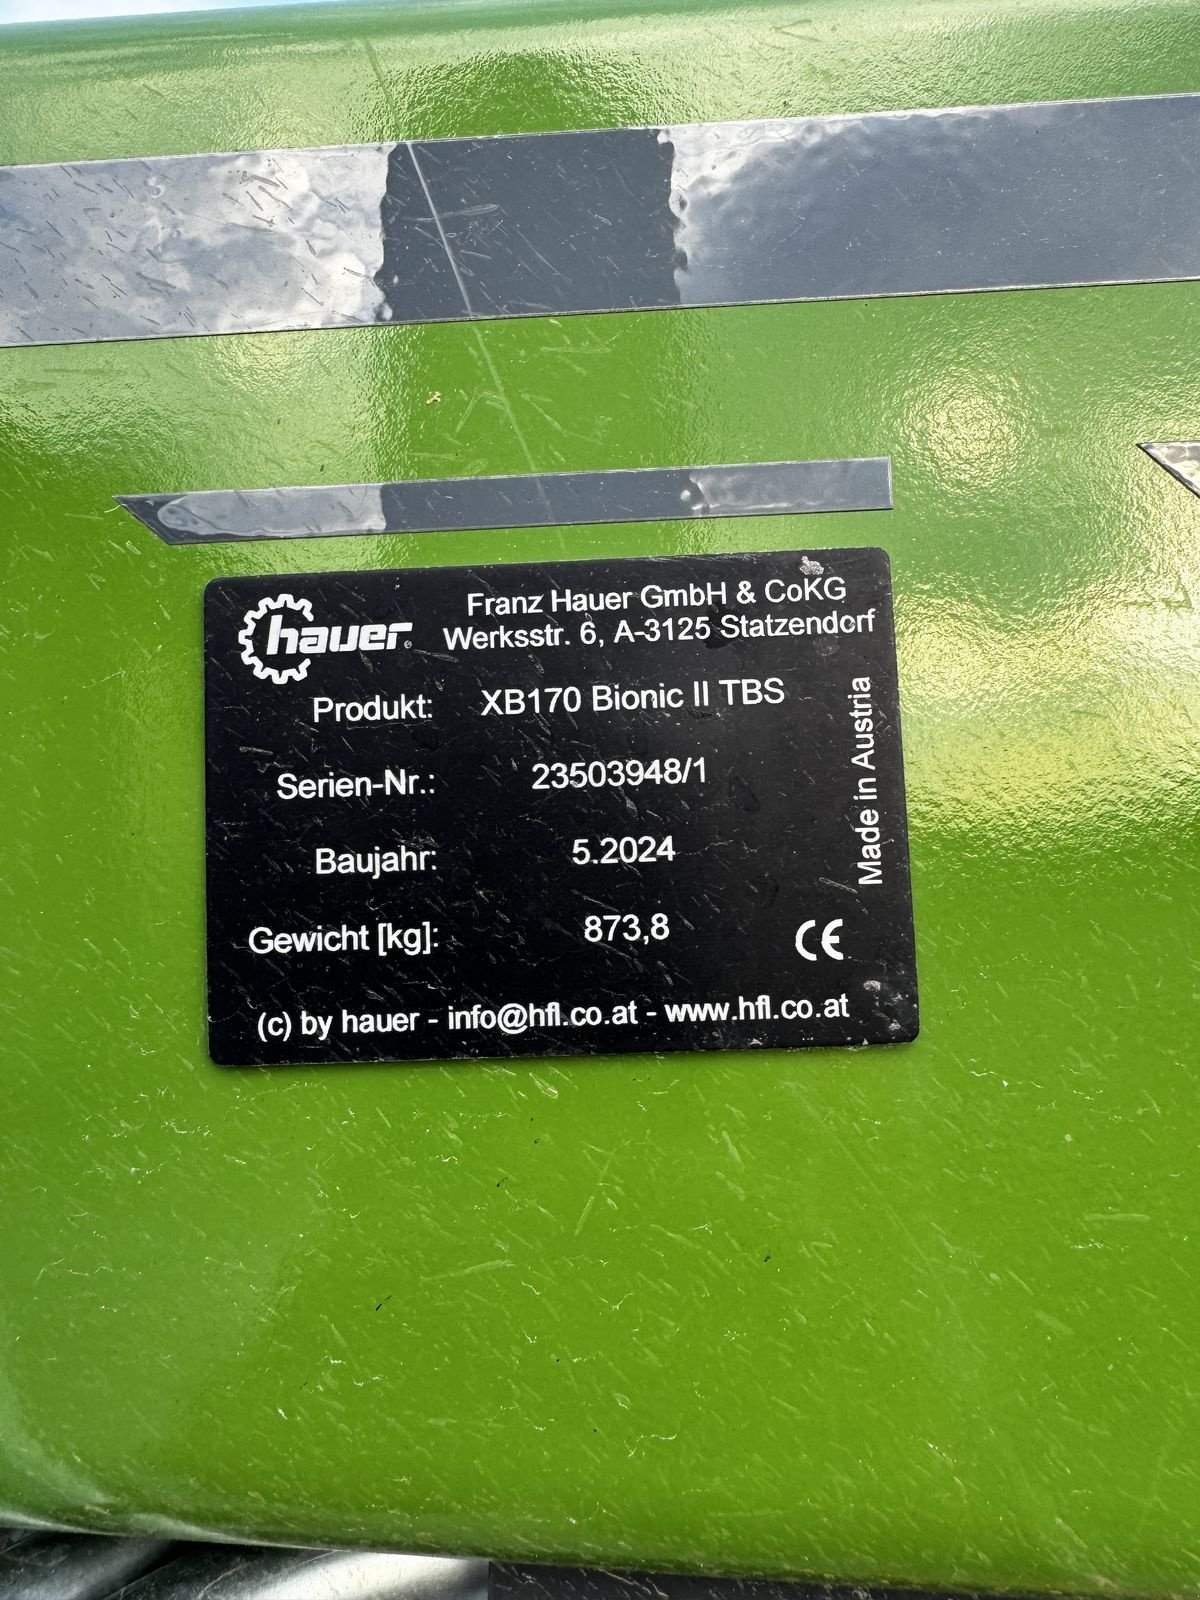 hauer
Franz Hauer GmbH & CoKG
Werksstr. 6, A-3125 Statzendorf
Produkt: XB170 Bionic II TBS
Serien-Nr.: 23503948/1
Baujahr: 5.2024
Gewicht [kg]: 873,8
CE
Made in Austria
(c) by hauer - info@hfl.co.at - www.hfl.co.at